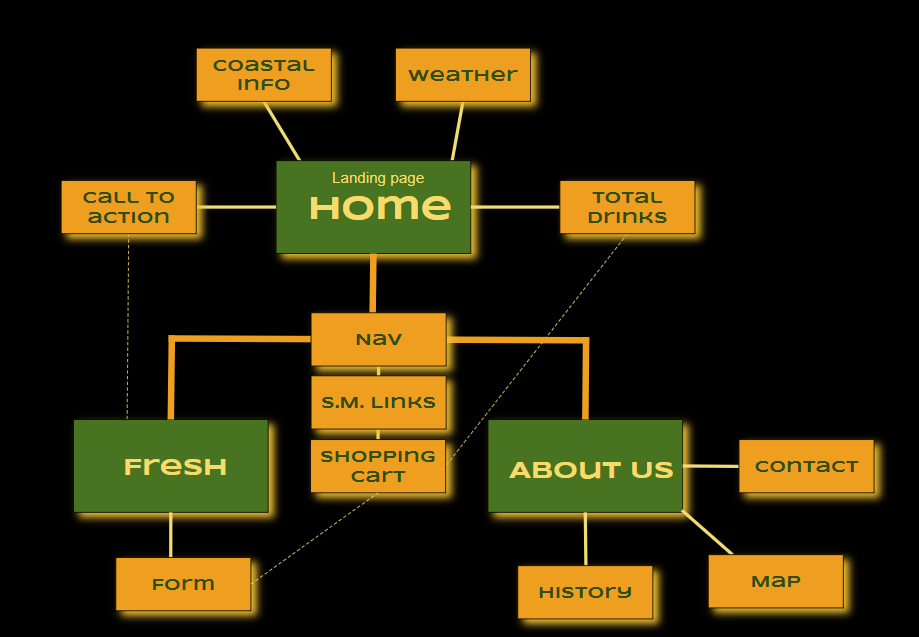 COASTAL
INFO
WEATHER
Landing page
HOME
CALL TO
ACTION
TOTAL
DRINKS
NAV
S.M. LINKS
SHOPPING
CART
FRESH
ABOUT US
CONTACT
FORM
HISTORY
MAP